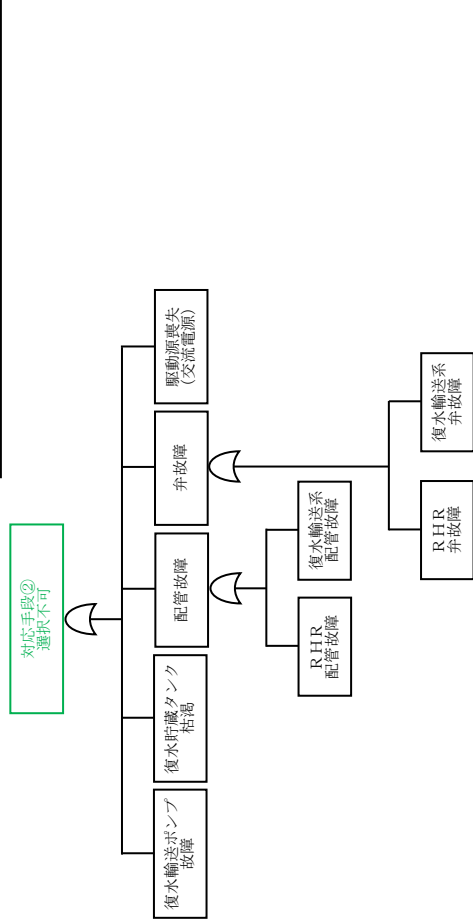 対応手段②
選択不可
復水輸送ポンプ
故障
復水貯蔵タンク
枯渇
配管故障
弁故障
駆動源喪失
(交流電源)
RHR
配管故障
復水輸送系
配管故障
RHR
弁故障
復水輸送系
弁故障